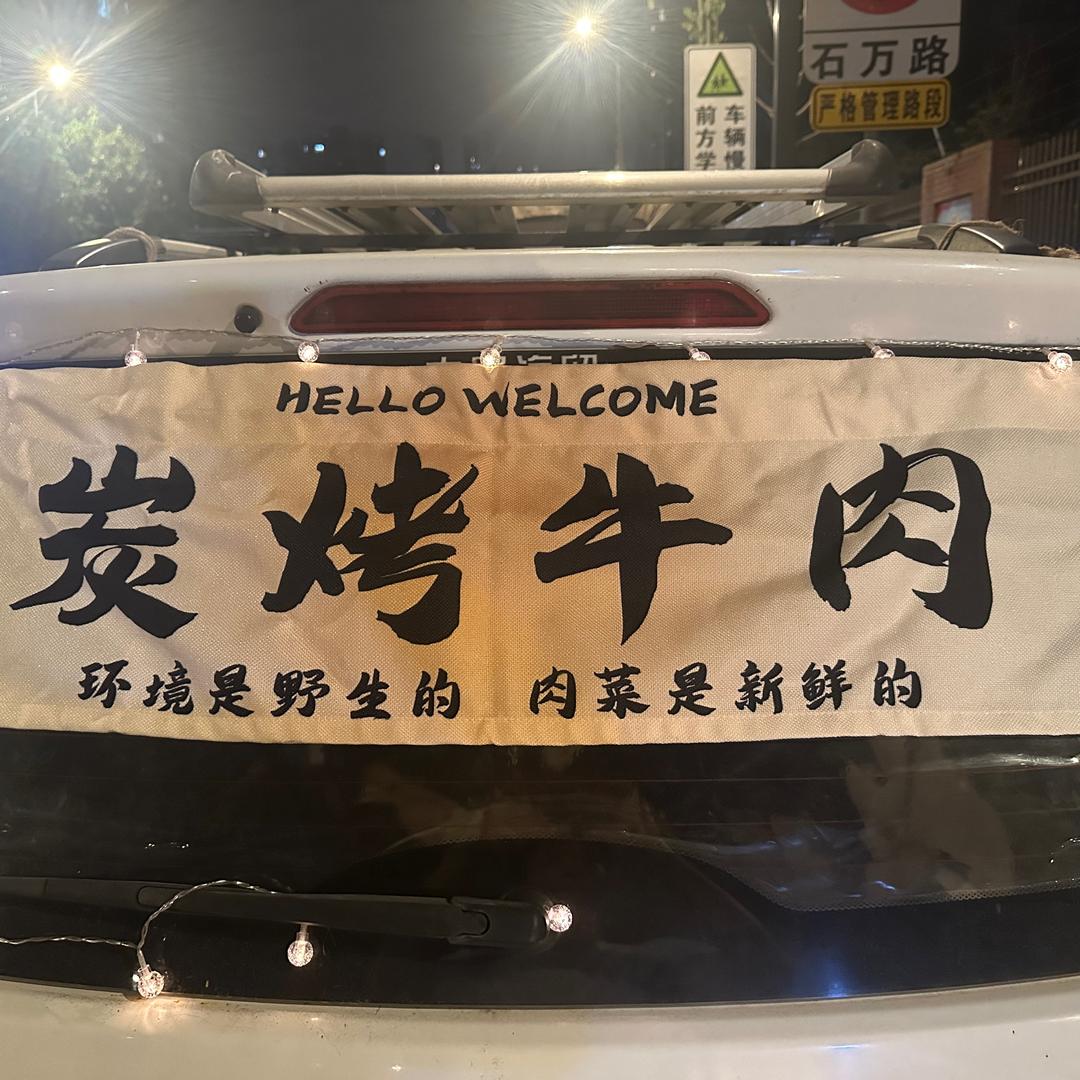 石万路
严格管理路段
前方学
车辆慢
HELLO WELCOME
炭烤牛肉
环境是野生的 肉菜是新鲜的